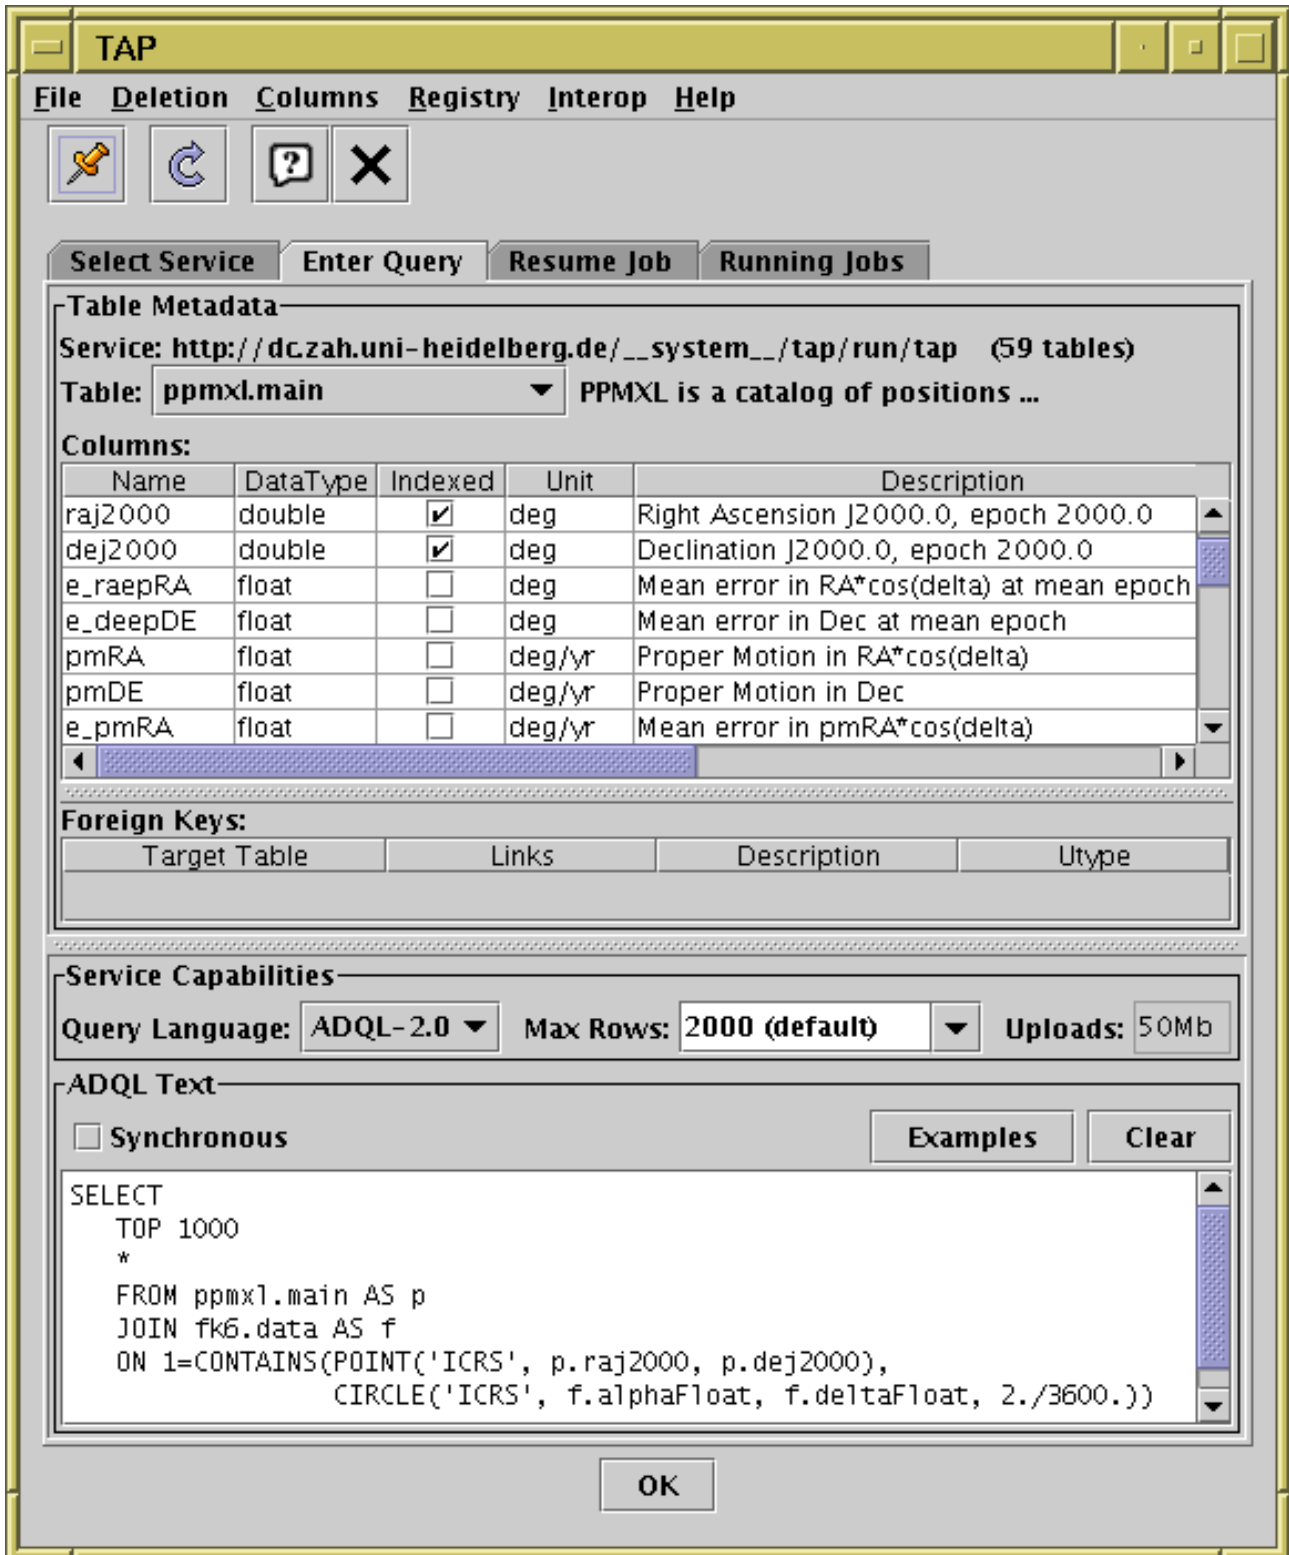 TAP
File Deletion Columns Registry Interop Help
Select Service Enter Query Resume Job Running Jobs
Table Metadata
Service: http://dc.zah.uni-heidelberg.de/__system__/tap/run/tap (59 tables)
Table: ppmxl.main PPMXL is a catalog of positions ...
Columns:
Name DataType Indexed Unit Description
raj2000 double deg Right Ascension J2000.0, epoch 2000.0
dej2000 double deg Declination J2000.0, epoch 2000.0
e_raepRA float deg Mean error in RA*cos(delta) at mean epoch
e_deepDE float deg Mean error in Dec at mean epoch
pmRA float deg/yr Proper Motion in RA*cos(delta)
pmDE float deg/yr Proper Motion in Dec
e_pmRA float deg/yr Mean error in pmRA*cos(delta)
Foreign Keys:
Target Table Links Description Utype
Service Capabilities
Query Language: ADQL-2.0 Max Rows: 2000 (default) Uploads: 50Mb
ADQL Text
Synchronous Examples Clear
SELECT
TOP 1000
*
FROM ppmxl.main AS p
JOIN fk6.data AS f
ON 1=CONTAINS(POINT('ICRS', p.raj2000, p.dej2000),
CIRCLE('ICRS', f.alphaFloat, f.deltaFloat, 2./3600.))
OK